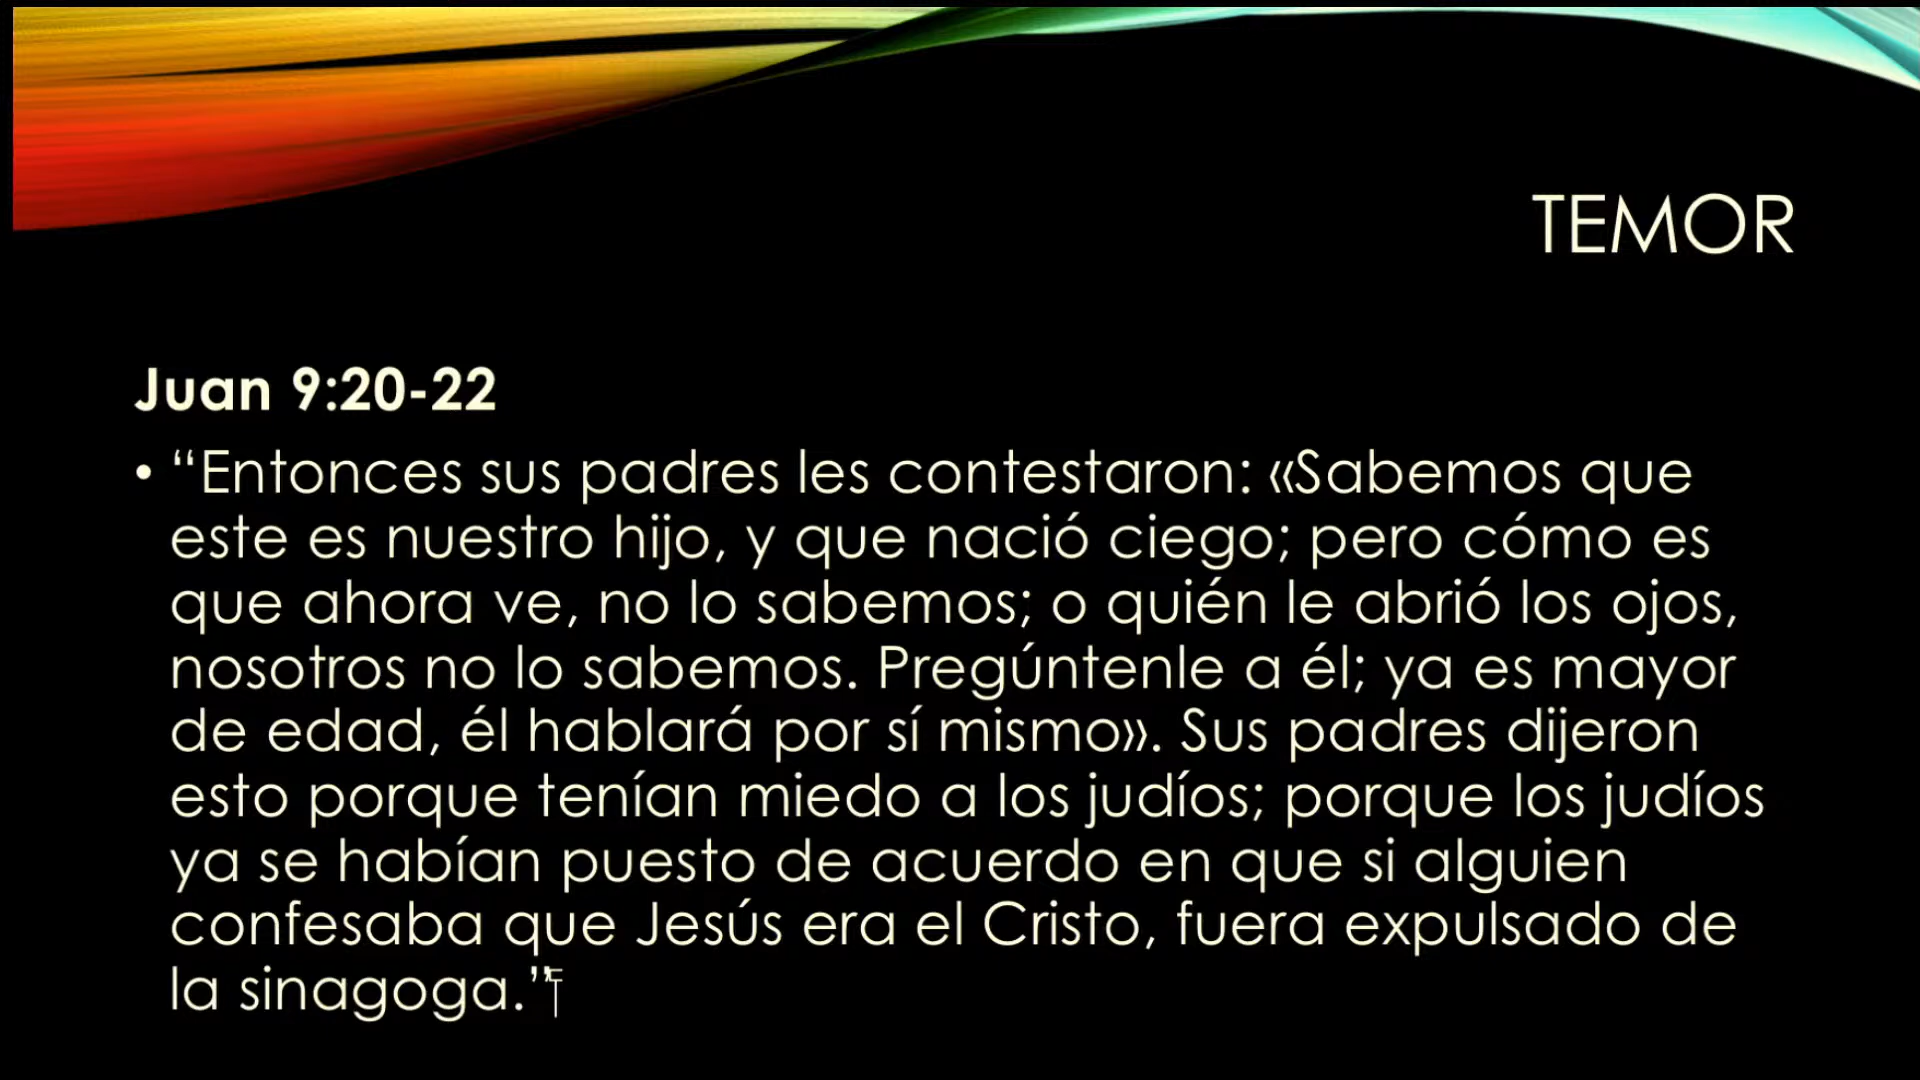 TEMOR
Juan 9:20-22
• “Entonces sus padres les contestaron: «Sabemos que
este es nuestro hijo, y que nació ciego; pero cómo es
que ahora ve, no lo sabemos; o quién le abrió los ojos,
nosotros no lo sabemos. Pregúntenle a él; ya es mayor
de edad, él hablará por sí mismo». Sus padres dijeron
esto porque tenían miedo a los judíos; porque los judíos
ya se habían puesto de acuerdo en que si alguien
confesaba que Jesús era el Cristo, fuera expulsado de
la sinagoga.”